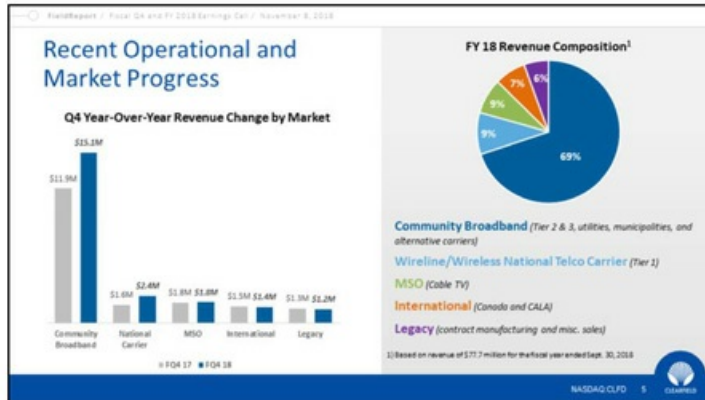 FieldReport / Fiscal Q4 and FY 2018 Earnings Call / November 8, 2018
Recent Operational and
Market Progress
Q4 Year-Over-Year Revenue Change by Market
$15.1M
$11.9M
$1.6M
$2.4M
$1.8M
$1.8M
$1.5M
$1.4M
$1.3M
$1.2M
Community
Broadband
National
Carrier
MSO
International
Legacy
FQ4 17
FQ4 18
FY 18 Revenue Composition1
6%
7%
9%
9%
69%
Community Broadband (Tier 2 & 3, utilities, municipalities, and
alternative carriers)
Wireline/Wireless National Telco Carrier (Tier 1)
MSO (Cable TV)
International (Canada and CALA)
Legacy (contract manufacturing and misc. sales)
1) Based on revenue of $77.7 million for the fiscal year ended Sept. 30, 2018
NASDAQ:CLFD
5
CLEARFIELD